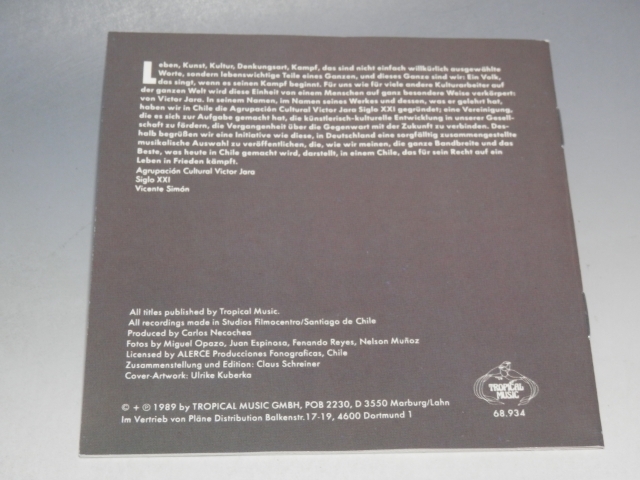 Leben, Kunst, Kultur, Denkungsart, Kampf, das sind nicht einfach willkürlich ausgewählte
Worte, sondern lebenswichtige Teile eines Ganzen, und dieses Ganze sind wir: Ein Volk,
das singt, wenn es seinen Kampf beginnt. Für uns wie für viele andere Kulturarbeiter auf
der ganzen Welt wird diese Einheit von einem Menschen auf ganz besondere Weise verkörpert:
von Victor Jara. In seinem Namen, im Namen seines Werkes und dessen, was er gelehrt hat,
haben wir in Chile die Agrupación Cultural Victor Jara Siglo XXI gegründet; eine Vereinigung,
die es sich zur Aufgabe gemacht hat, die künstlerisch-kulturelle Entwicklung in unserer Gesell-
schaft zu fördern, die Vergangenheit über die Gegenwart mit der Zukunft zu verbinden. Des-
halb begrüßen wir eine Initiative wie diese, in Deutschland eine sorgfältig zusammengestellte
musikalische Auswahl zu veröffentlichen, die, wie wir meinen, die ganze Bandbreite und das
Beste, was heute in Chile gemacht wird, darstellt, in einem Chile, das für sein Recht auf ein
Leben in Frieden kämpft.
Agrupación Cultural Victor Jara
Siglo XXI
Vicente Simón
All titles published by Tropical Music.
All recordings made in Studios Filmocentro/Santiago de Chile
Produced by Carlos Necochea
Fotos by Miguel Opazo, Juan Espinosa, Fenando Reyes, Nelson Muñoz
Licensed by ALERCE Producciones Fonograficas, Chile
Zusammenstellung und Edition: Claus Schreiner
Cover-Artwork: Ulrike Kuberka
© + ℗ 1989 by TROPICAL MUSIC GMBH, POB 2230, D 3550 Marburg/Lahn
Im Vertrieb von Pläne Distribution Balkenstr.17-19, 4600 Dortmund 1
TROPICAL
MUSIC
68.934